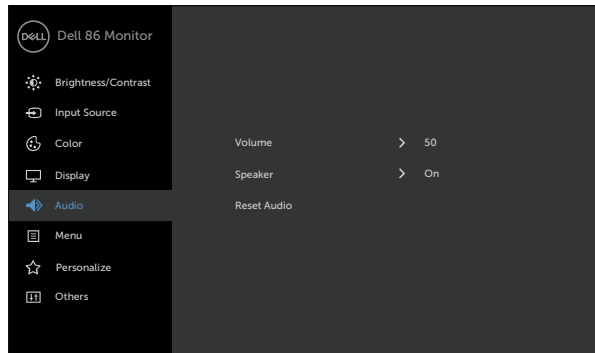 DELL Dell 86 Monitor
Brightness/Contrast
Input Source
Color
Volume 50
Display
Speaker On
Audio
Reset Audio
Menu
Personalize
Others